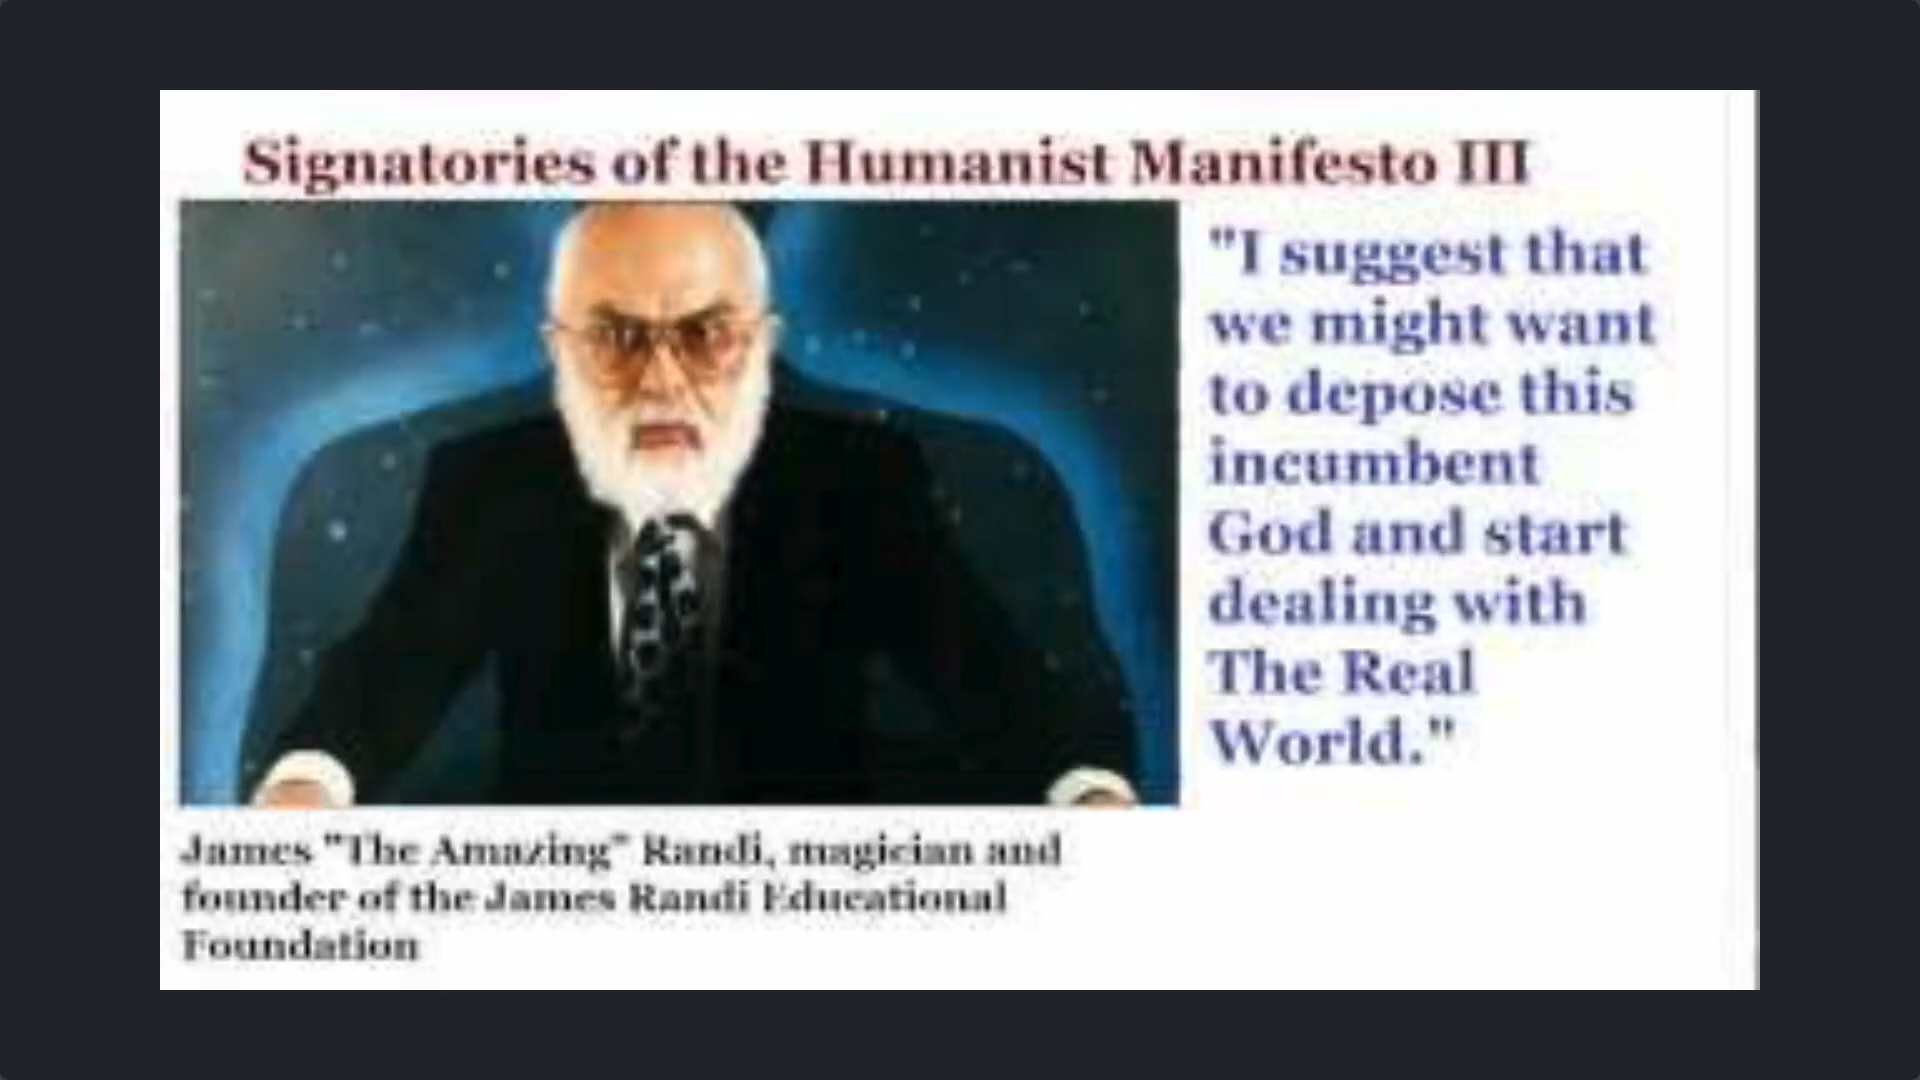 Signatories of the Humanist Manifesto III
"I suggest that
we might want
to depose this
incumbent
God and start
dealing with
The Real
World."
James "The Amazing" Randi, magician and
founder of the James Randi Educational
Foundation